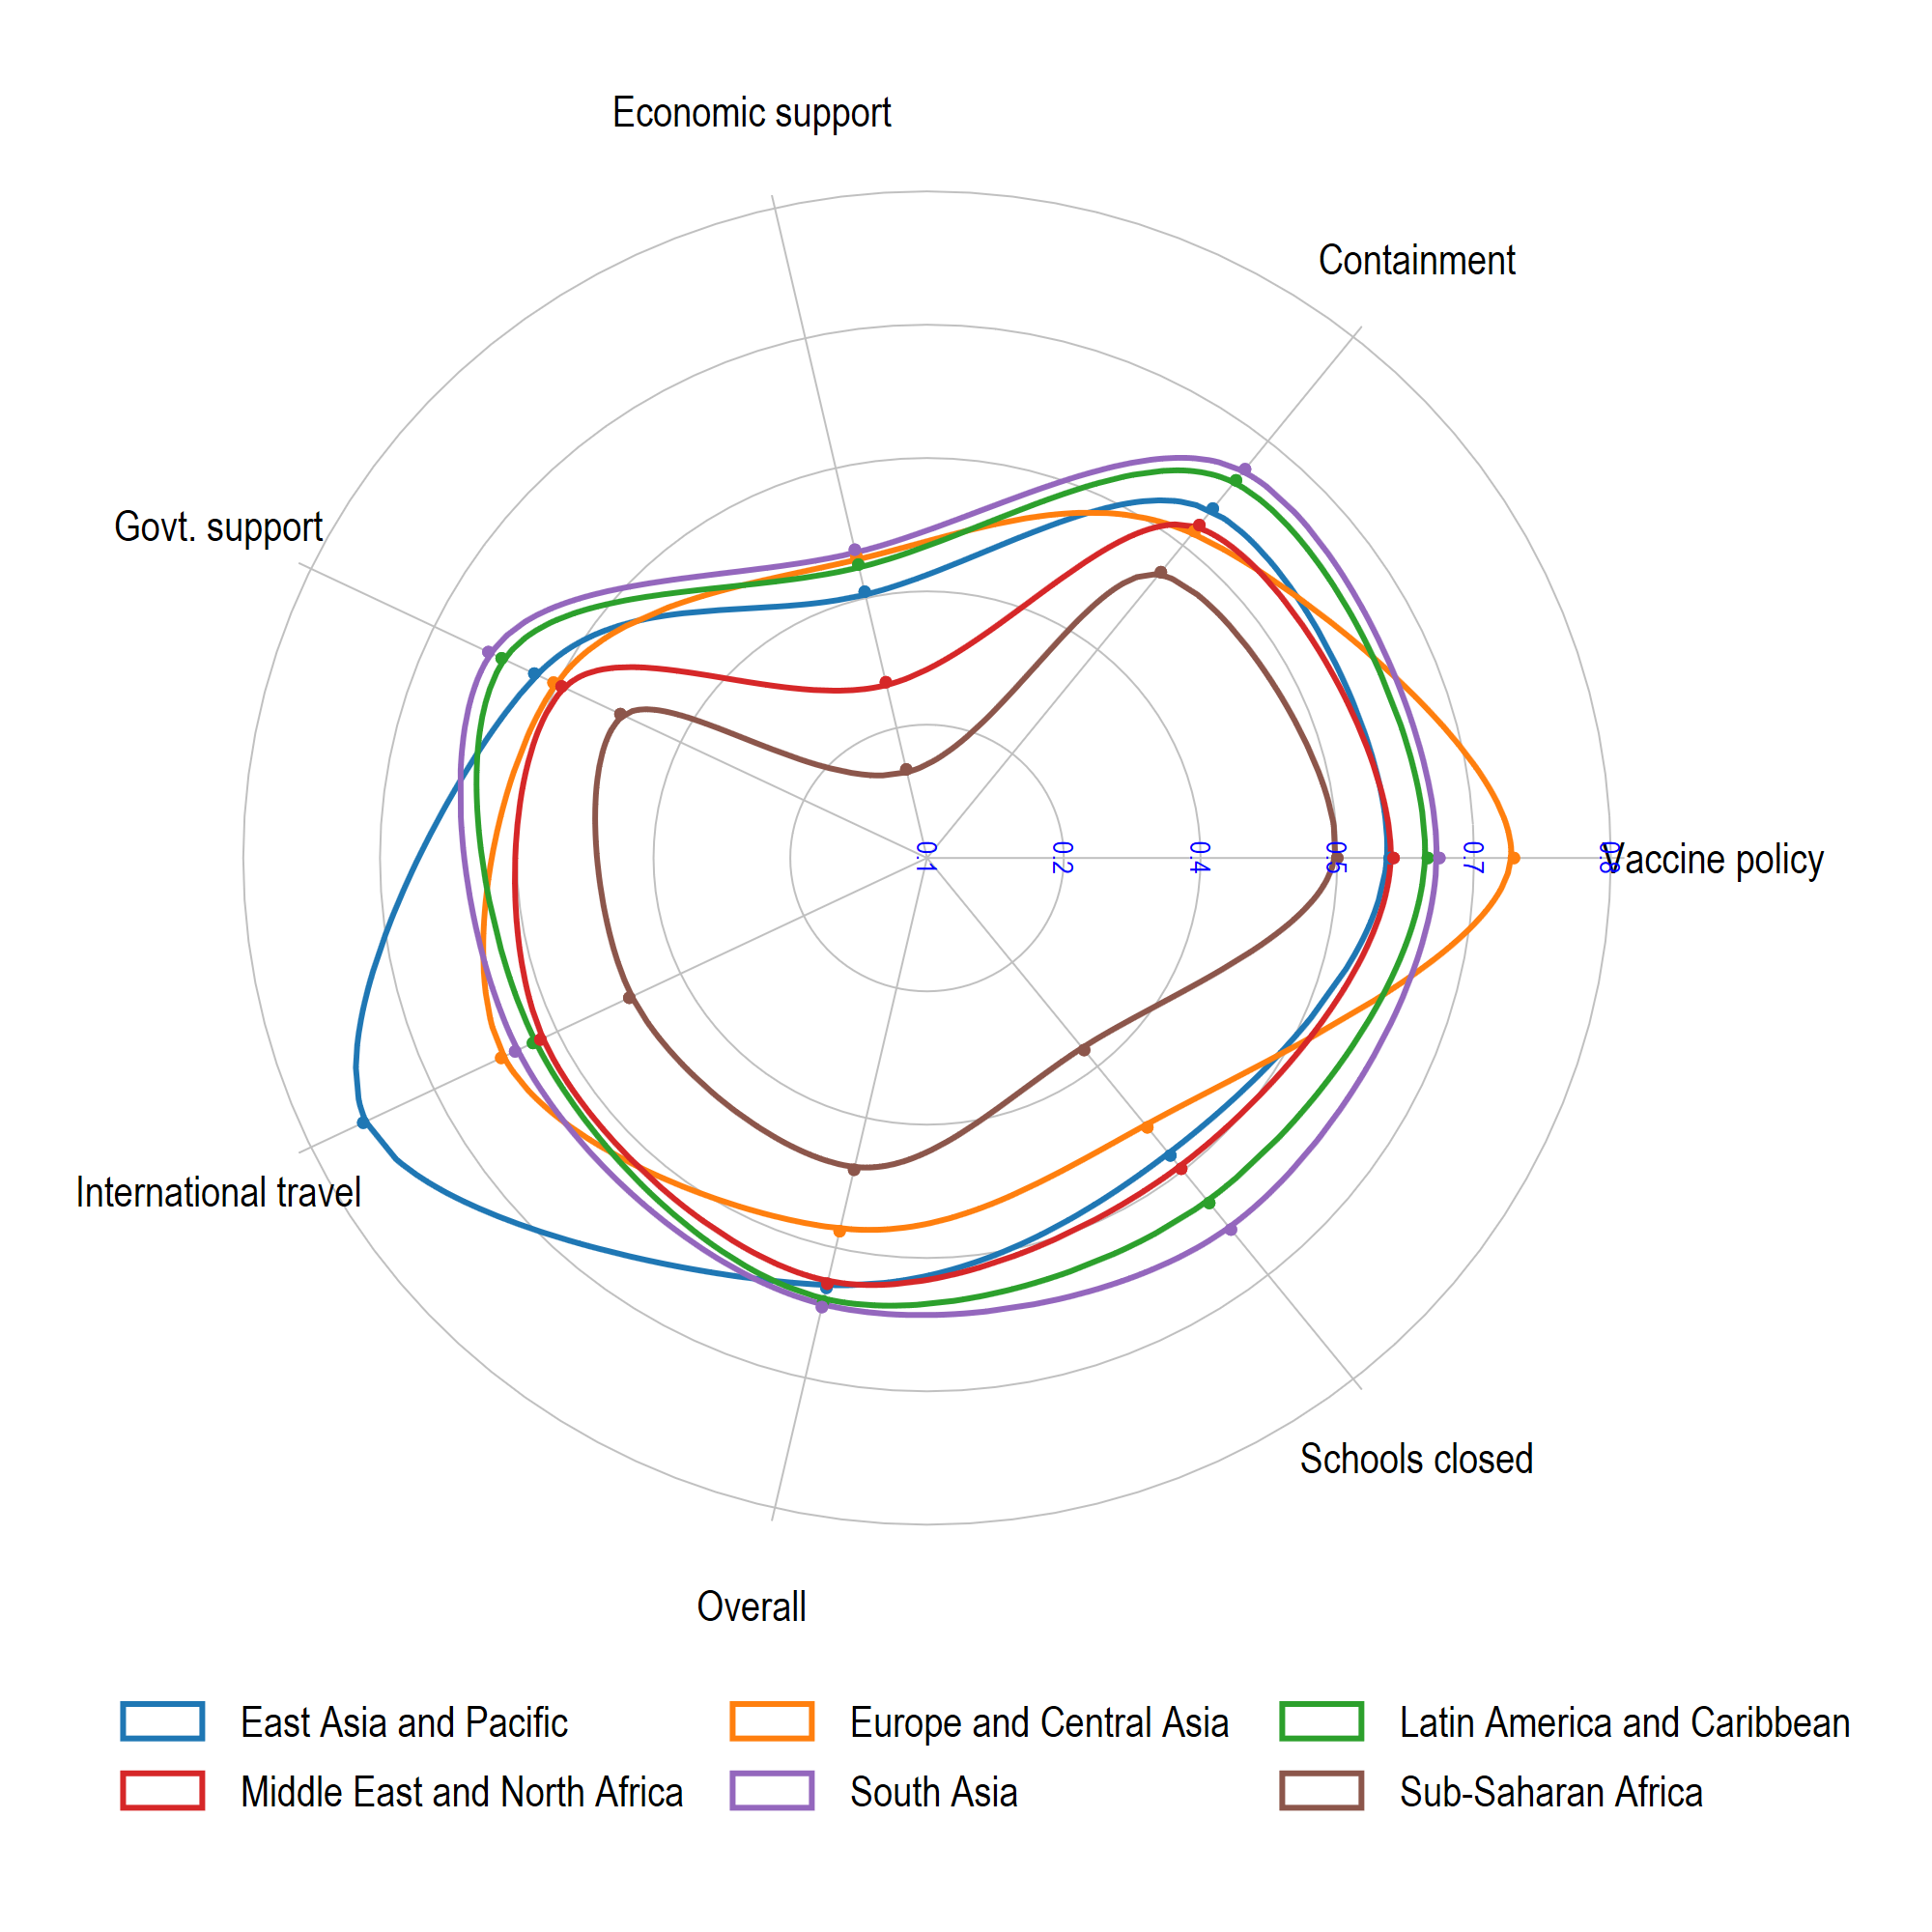 Economic support
Containment
Govt. support
0.1 0.2 0.4 0.5 0.7 0.8
Vaccine policy
International travel
Schools closed
Overall
East Asia and Pacific
Europe and Central Asia
Latin America and Caribbean
Middle East and North Africa
South Asia
Sub-Saharan Africa